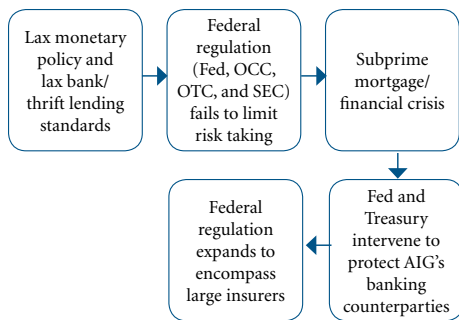 Lax monetary
policy and
lax bank/
thrift lending
standards
Federal
regulation
(Fed, OCC,
OTC, and SEC)
fails to limit
risk taking
Subprime
mortgage/
financial crisis
Fed and
Treasury
intervene to
protect AIG's
banking
counterparties
Federal
regulation
expands to
encompass
large insurers